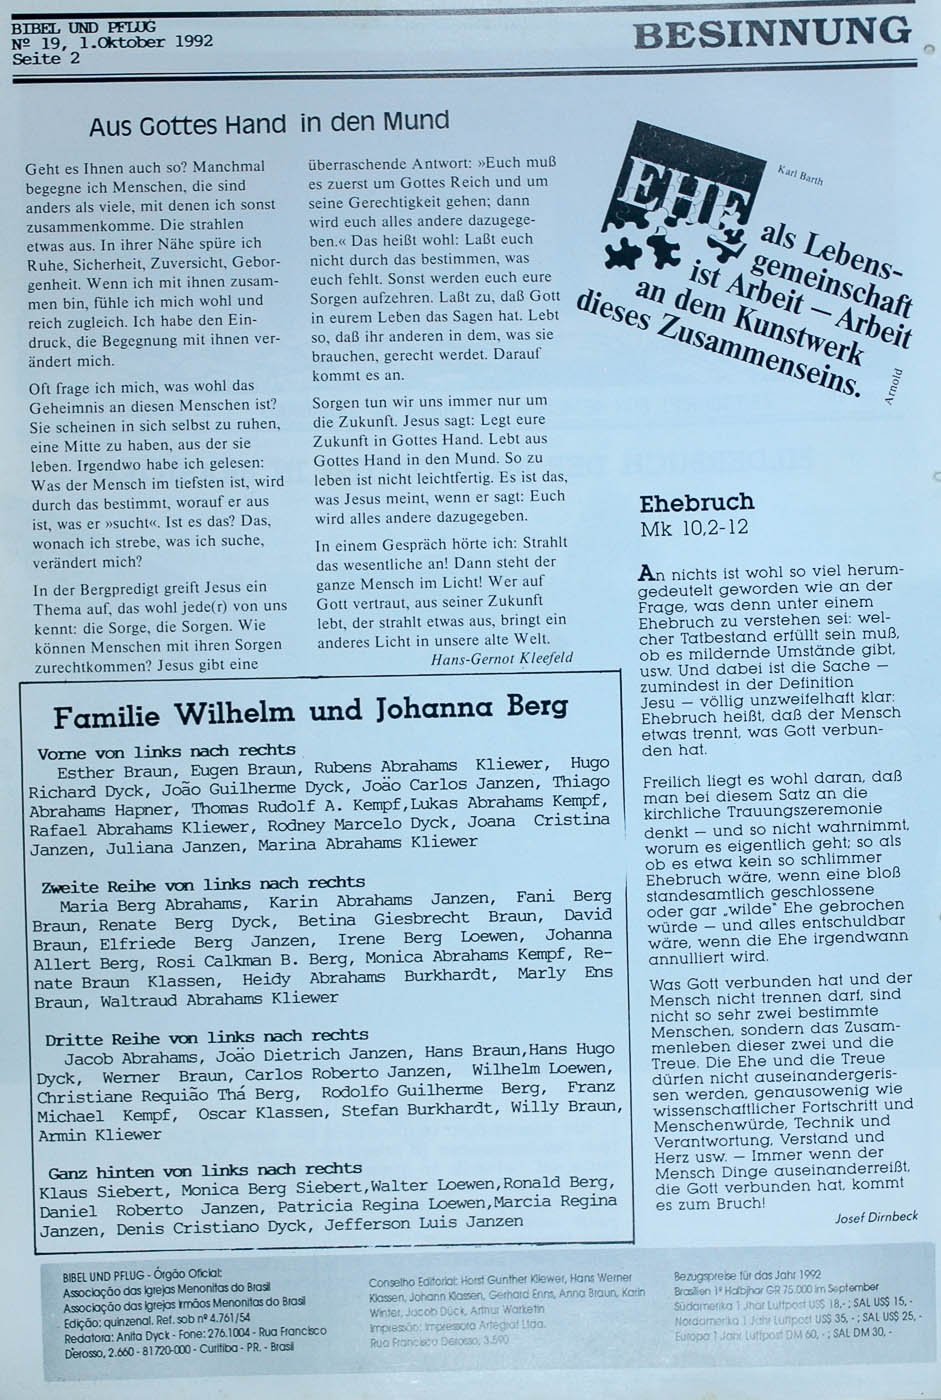 BIBEL UND PFLUG
Nº 19, 1.Oktober 1992
Seite 2
BESINNUNG
Aus Gottes Hand in den Mund
Geht es Ihnen auch so? Manchmal
begegne ich Menschen, die sind
anders als viele, mit denen ich sonst
zusammenkomme. Die strahlen
etwas aus. In ihrer Nähe spüre ich
Ruhe, Sicherheit, Zuversicht, Gebor-
genheit. Wenn ich mit ihnen zusam-
men bin, fühle ich mich wohl und
reich zugleich. Ich habe den Ein-
druck, die Begegnung mit ihnen ver-
ändert mich.
Oft frage ich mich, was wohl das
Geheimnis an diesen Menschen ist?
Sie scheinen in sich selbst zu ruhen,
eine Mitte zu haben, aus der sie
leben. Irgendwo habe ich gelesen:
Was der Mensch im tiefsten ist, wird
durch das bestimmt, worauf er aus
ist, was er »sucht«. Ist es das? Das,
wonach ich strebe, was ich suche,
verändert mich?
In der Bergpredigt greift Jesus ein
Thema auf, das wohl jede(r) von uns
kennt: die Sorge, die Sorgen. Wie
können Menschen mit ihren Sorgen
zurechtkommen? Jesus gibt eine
überraschende Antwort: »Euch muß
es zuerst um Gottes Reich und um
seine Gerechtigkeit gehen; dann
wird euch alles andere dazugege-
ben.« Das heißt wohl: Laßt euch
nicht durch das bestimmen, was
euch fehlt. Sonst werden euch eure
Sorgen aufzehren. Laßt zu, daß Gott
in eurem Leben das Sagen hat. Lebt
so, daß ihr anderen in dem, was sie
brauchen, gerecht werdet. Darauf
kommt es an.
Sorgen tun wir uns immer nur um
die Zukunft. Jesus sagt: Legt eure
Zukunft in Gottes Hand. Lebt aus
Gottes Hand in den Mund. So zu
leben ist nicht leichtfertig. Es ist das,
was Jesus meint, wenn er sagt: Euch
wird alles andere dazugegeben.
In einem Gespräch hörte ich: Strahlt
das wesentliche an! Dann steht der
ganze Mensch im Licht! Wer auf
Gott vertraut, aus seiner Zukunft
lebt, der strahlt etwas aus, bringt ein
anderes Licht in unsere alte Welt.
Hans-Gernot Kleefeld
EHE
Karl Barth
als Lebens-
gemeinschaft
ist Arbeit – Arbeit
an dem Kunstwerk
dieses Zusammenseins.
Arnold
Ehebruch
Mk 10,2-12
An nichts ist wohl so viel herum-
gedeutelt geworden wie an der
Frage, was denn unter einem
Ehebruch zu verstehen sei: wel-
cher Tatbestand erfüllt sein muß,
ob es mildernde Umstände gibt,
usw. Und dabei ist die Sache –
zumindest in der Definition
Jesu – völlig unzweifelhaft klar:
Ehebruch heißt, daß der Mensch
etwas trennt, was Gott verbun-
den hat.
Freilich liegt es wohl daran, daß
man bei diesem Satz an die
kirchliche Trauungszeremonie
denkt – und so nicht wahrnimmt,
worum es eigentlich geht; so als
ob es etwa kein so schlimmer
Ehebruch wäre, wenn eine bloß
standesamtlich geschlossene
oder gar „wilde" Ehe gebrochen
würde – und alles entschuldbar
wäre, wenn die Ehe irgendwann
annulliert wird.
Was Gott verbunden hat und der
Mensch nicht trennen darf, sind
nicht so sehr zwei bestimmte
Menschen, sondern das Zusam-
menleben dieser zwei und die
Treue. Die Ehe und die Treue
dürfen nicht auseinandergeris-
sen werden, genausowenig wie
wissenschaftlicher Fortschritt und
Menschenwürde, Technik und
Verantwortung, Verstand und
Herz usw. – Immer wenn der
Mensch Dinge auseinanderreißt,
die Gott verbunden hat, kommt
es zum Bruch!
Josef Dirnbeck
Familie Wilhelm und Johanna Berg
Vorne von links nach rechts
Esther Braun, Eugen Braun, Rubens Abrahams Kliewer, Hugo
Richard Dyck, João Guilherme Dyck, João Carlos Janzen, Thiago
Abrahams Hapner, Thomas Rudolf A. Kempf,Lukas Abrahams Kempf,
Rafael Abrahams Kliewer, Rodney Marcelo Dyck, Joana Cristina
Janzen, Juliana Janzen, Marina Abrahams Kliewer
Zweite Reihe von links nach rechts
Maria Berg Abrahams, Karin Abrahams Janzen, Fani Berg
Braun, Renate Berg Dyck, Betina Giesbrecht Braun, David
Braun, Elfriede Berg Janzen, Irene Berg Loewen, Johanna
Allert Berg, Rosi Calkman B. Berg, Monica Abrahams Kempf, Re-
nate Braun Klassen, Heidy Abrahams Burkhardt, Marly Ens
Braun, Waltraud Abrahams Kliewer
Dritte Reihe von links nach rechts
Jacob Abrahams, João Dietrich Janzen, Hans Braun,Hans Hugo
Dyck, Werner Braun, Carlos Roberto Janzen, Wilhelm Loewen,
Christiane Requião Thá Berg, Rodolfo Guilherme Berg, Franz
Michael Kempf, Oscar Klassen, Stefan Burkhardt, Willy Braun,
Armin Kliewer
Ganz hinten von links nach rechts
Klaus Siebert, Monica Berg Siebert,Walter Loewen,Ronald Berg,
Daniel Roberto Janzen, Patricia Regina Loewen,Marcia Regina
Janzen, Denis Cristiano Dyck, Jefferson Luis Janzen
BIBEL UND PFLUG - Órgão Oficial:
Associação das Igrejas Menonitas do Brasil
Associação das Igrejas Irmãos Menonitas do Brasil
Edição: quinzenal. Ref. sob nº 4.761/54
Redatora: Anita Dyck - Fone: 276.1004 - Rua Francisco
Derosso, 2.660 - 81720-000 - Curitiba - PR. - Brasil
Conselho Editorial: Horst Gunther Kliewer, Hans Werner
Klassen, Johann Klassen, Gerhard Enns, Anna Braun, Karin
Winter, Jacob Dück, Arthur Warketin
Impressão: Impressora Artegraf Ltda.
Rua Francisco Derosso, 3.590
Bezugspreise für das Jahr 1992
Brasilien 1ª Halbjhar GR 75.000 im September
Südamerika 1 Jhar Luftpost US$ 18,- ; SAL US$ 15,-
Nordamerika 1 Jahr Luftpost US$ 35,- ; SAL US$ 25,-
Europa 1 Jahr Luftpost DM 60,- ; SAL DM 30,-